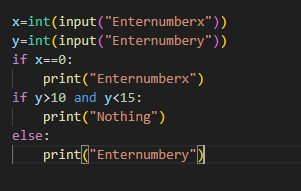 x=int(input("Enternumberx"))
y=int(input("Enternumbery"))
if x==0:
    print("Enternumberx")
if y>10 and y<15:
    print("Nothing")
else:
    print("Enternumbery")